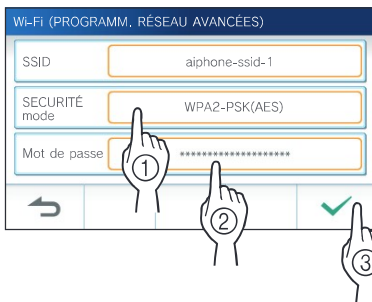 Wi-Fi (PROGRAMM. RÉSEAU AVANCÉES)
SSID
aiphone-ssid-1
SECURITÉ
mode
WPA2-PSK(AES)
Mot de passe
*******************
1
2
3